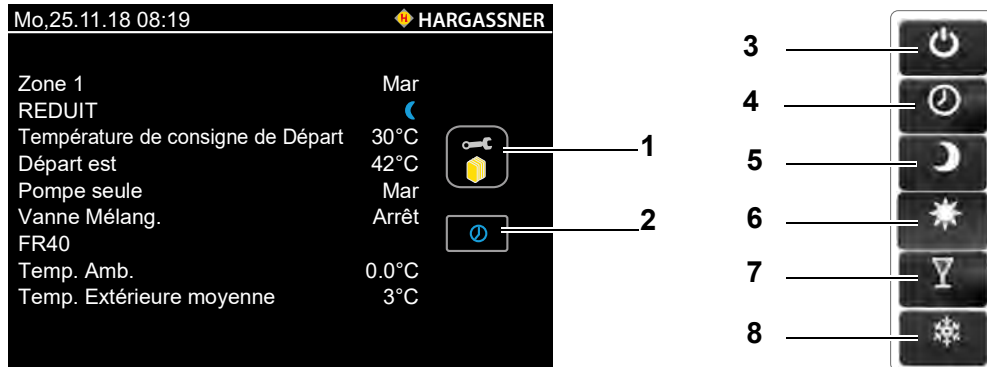 Mo,25.11.18 08:19 HARGASSNER
Zone 1 Mar
REDUIT
Température de consigne de Départ 30°C
Départ est 42°C
Pompe seule Mar
Vanne Mélang. Arrêt
FR40
Temp. Amb. 0.0°C
Temp. Extérieure moyenne 3°C
1
2
3
4
5
6
7
8